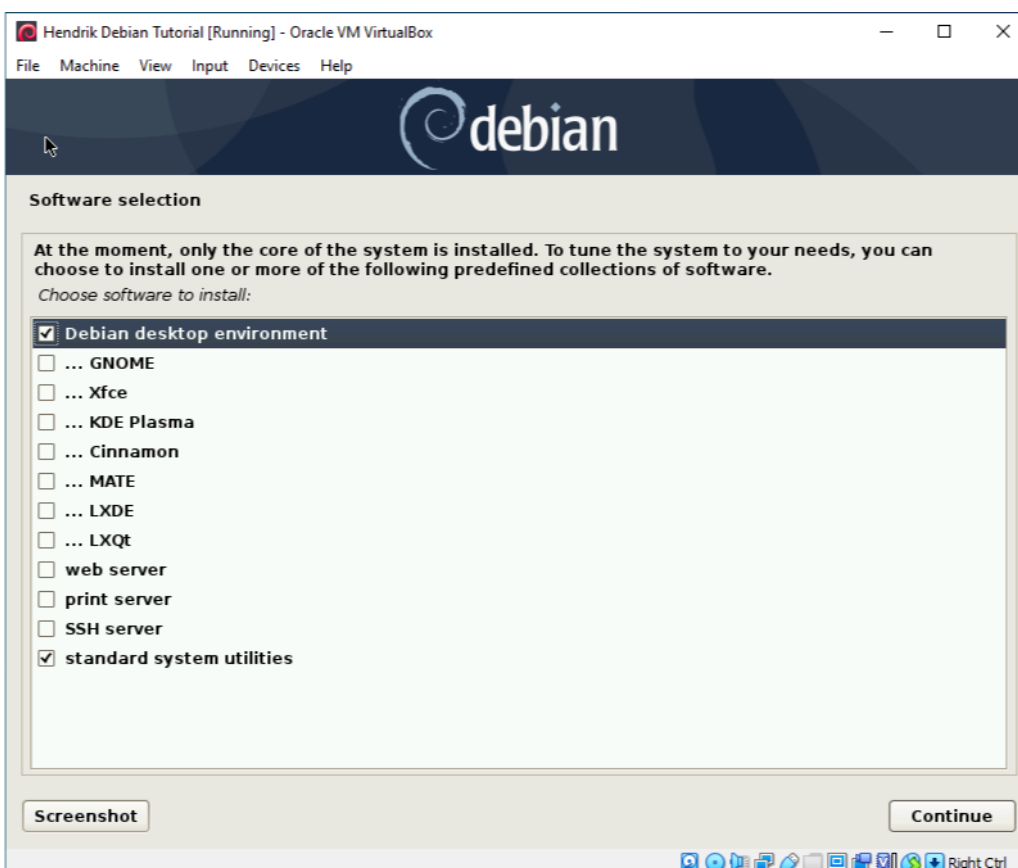 Hendrik Debian Tutorial [Running] - Oracle VM VirtualBox
File Machine View Input Devices Help
debian
Software selection
At the moment, only the core of the system is installed. To tune the system to your needs, you can
choose to install one or more of the following predefined collections of software.
Choose software to install:
Debian desktop environment
... GNOME
... Xfce
... KDE Plasma
... Cinnamon
... MATE
... LXDE
... LXQt
web server
print server
SSH server
standard system utilities
Screenshot Continue
Right Ctrl